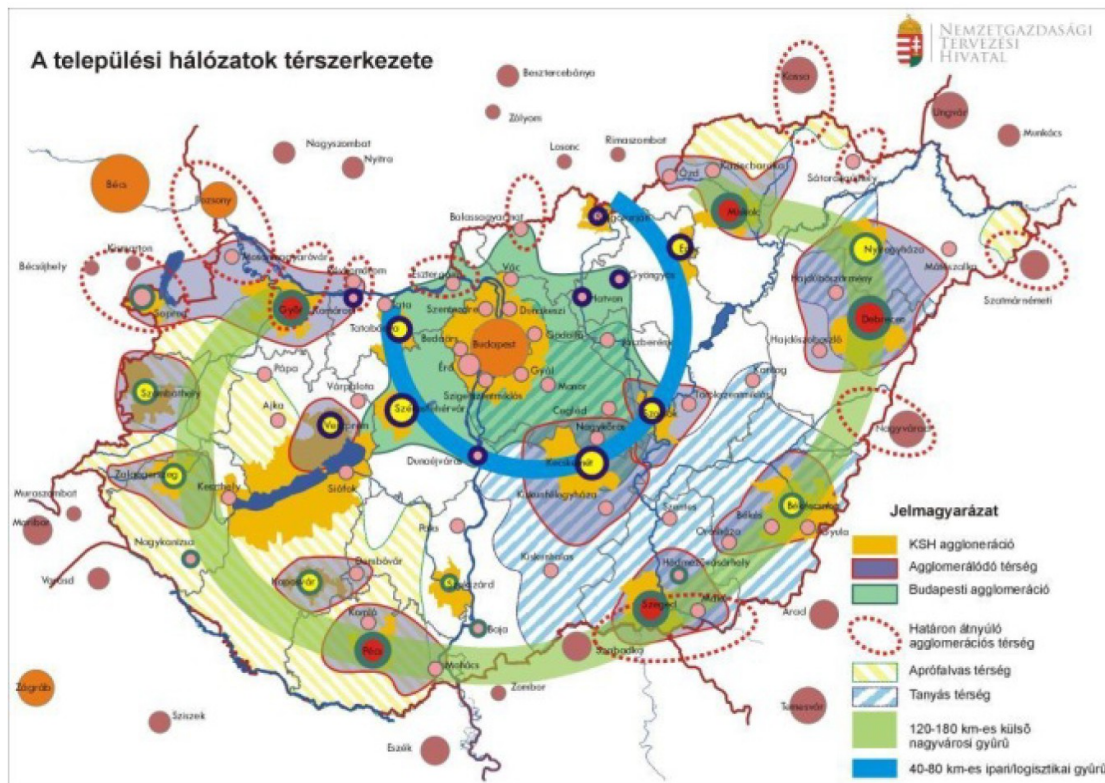 A települési hálózatok térszerkezete
NEMZETGAZDASÁGI
TERVEZÉSI
HIVATAL
Besztercebánya
Kassa
Ungvár
Zólyom
Munkács
Nagyszombat
Nyitra
Losonc
Rimaszombat
Ózd
Kazincbarcika
Sátoraljaújhely
Bécs
Pozsony
Miskolc
Balassagyarmat
Eger
Nyíregyháza
Kismarton
Mosonmagyaróvár
Bécsújhely
Esztergom
Vác
Gyöngyös
Mátészalka
Hajdúböszörmény
Szatmárnémeti
Sopron
Győr
Komárom
Tata
Szentendre
Dunakeszi
Hatvan
Debrecen
Tatabánya
Budapest
Gödöllő
Jászberény
Hajdúszoboszló
Pápa
Érd
Gyál
Karcag
Szombathely
Várpalota
Szigetszentmiklós
Monor
Ajka
Székesfehérvár
Cegléd
Szolnok
Törökszentmiklós
Veszprém
Nagykőrös
Nagyvárad
Dunaújváros
Kecskemét
Zalaegerszeg
Keszthely
Siófok
Kiskunfélegyháza
Muraszombat
Szentes
Békés
Békéscsaba
Maribor
Paks
Orosháza
Gyula
Nagykanizsa
Kiskunhalas
Varasd
Dombóvár
Hódmezővásárhely
Kaposvár
Szekszárd
Komló
Szeged
Makó
Arad
Baja
Pécs
Szabadka
Mohács
Zágráb
Zombor
Temesvár
Sziszek
Eszék
Jelmagyarázat
KSH agglomeráció
Agglomerálódó térség
Budapesti agglomeráció
Határon átnyúló
agglomerációs térség
Aprófalvas térség
Tanyás térség
120-180 km-es külső
nagyvárosi gyűrű
40-80 km-es ipari/logisztikai gyűrű